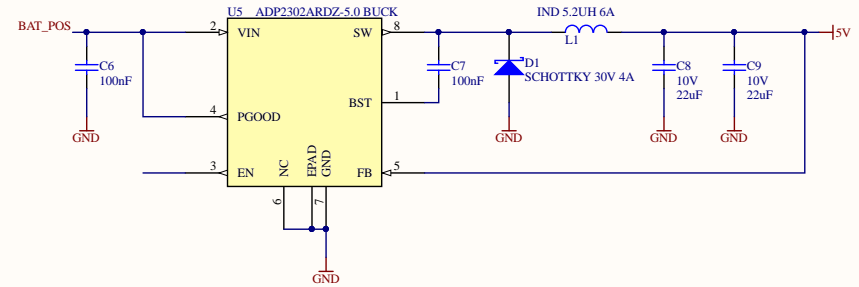 U5 ADP2302ARDZ-5.0 BUCK
IND 5.2UH 6A
BAT_POS
2
VIN
SW
8
5V
L1
C6
100nF
C7
100nF
D1
SCHOTTKY 30V 4A
C8
10V
22uF
C9
10V
22uF
BST
1
4
PGOOD
GND
GND
GND
GND
3
EN
NC
EPAD
GND
FB
5
6
7
GND